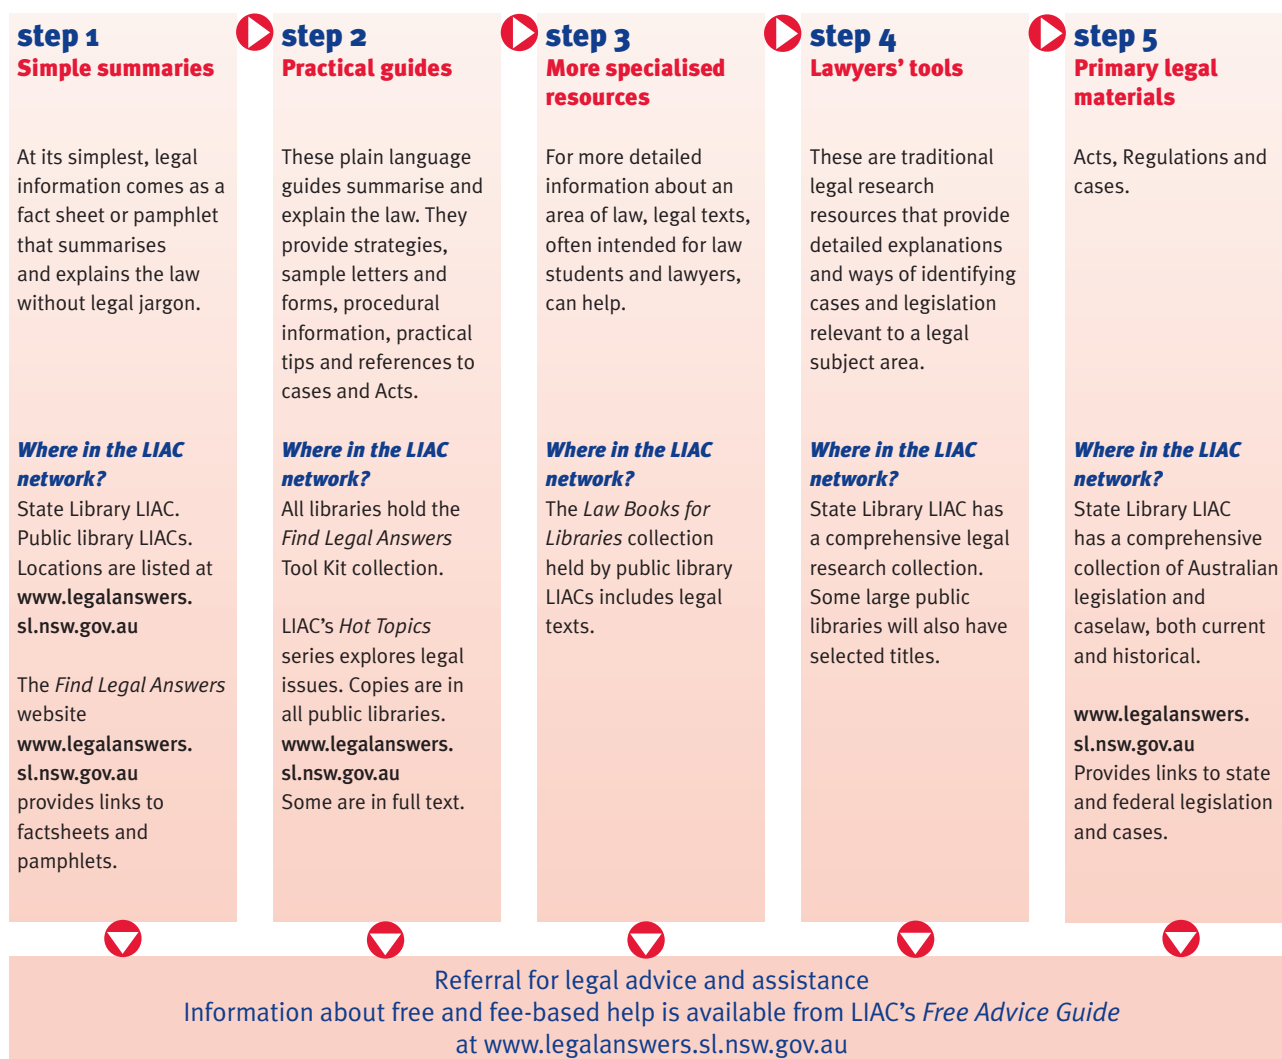 step 1
Simple summaries
At its simplest, legal
information comes as a
fact sheet or pamphlet
that summarises
and explains the law
without legal jargon.
Where in the LIAC
network?
State Library LIAC.
Public library LIACs.
Locations are listed at
www.legalanswers.
sl.nsw.gov.au
The Find Legal Answers
website
www.legalanswers.
sl.nsw.gov.au
provides links to
factsheets and
pamphlets.
step 2
Practical guides
These plain language
guides summarise and
explain the law. They
provide strategies,
sample letters and
forms, procedural
information, practical
tips and references to
cases and Acts.
Where in the LIAC
network?
All libraries hold the
Find Legal Answers
Tool Kit collection.
LIAC’s Hot Topics
series explores legal
issues. Copies are in
all public libraries.
www.legalanswers.
sl.nsw.gov.au
Some are in full text.
step 3
More specialised
resources
For more detailed
information about an
area of law, legal texts,
often intended for law
students and lawyers,
can help.
Where in the LIAC
network?
The Law Books for
Libraries collection
held by public library
LIACs includes legal
texts.
step 4
Lawyers’ tools
These are traditional
legal research
resources that provide
detailed explanations
and ways of identifying
cases and legislation
relevant to a legal
subject area.
Where in the LIAC
network?
State Library LIAC has
a comprehensive legal
research collection.
Some large public
libraries will also have
selected titles.
step 5
Primary legal
materials
Acts, Regulations and
cases.
Where in the LIAC
network?
State Library LIAC
has a comprehensive
collection of Australian
legislation and
caselaw, both current
and historical.
www.legalanswers.
sl.nsw.gov.au
Provides links to state
and federal legislation
and cases.
Referral for legal advice and assistance
Information about free and fee-based help is available from LIAC’s Free Advice Guide
at www.legalanswers.sl.nsw.gov.au